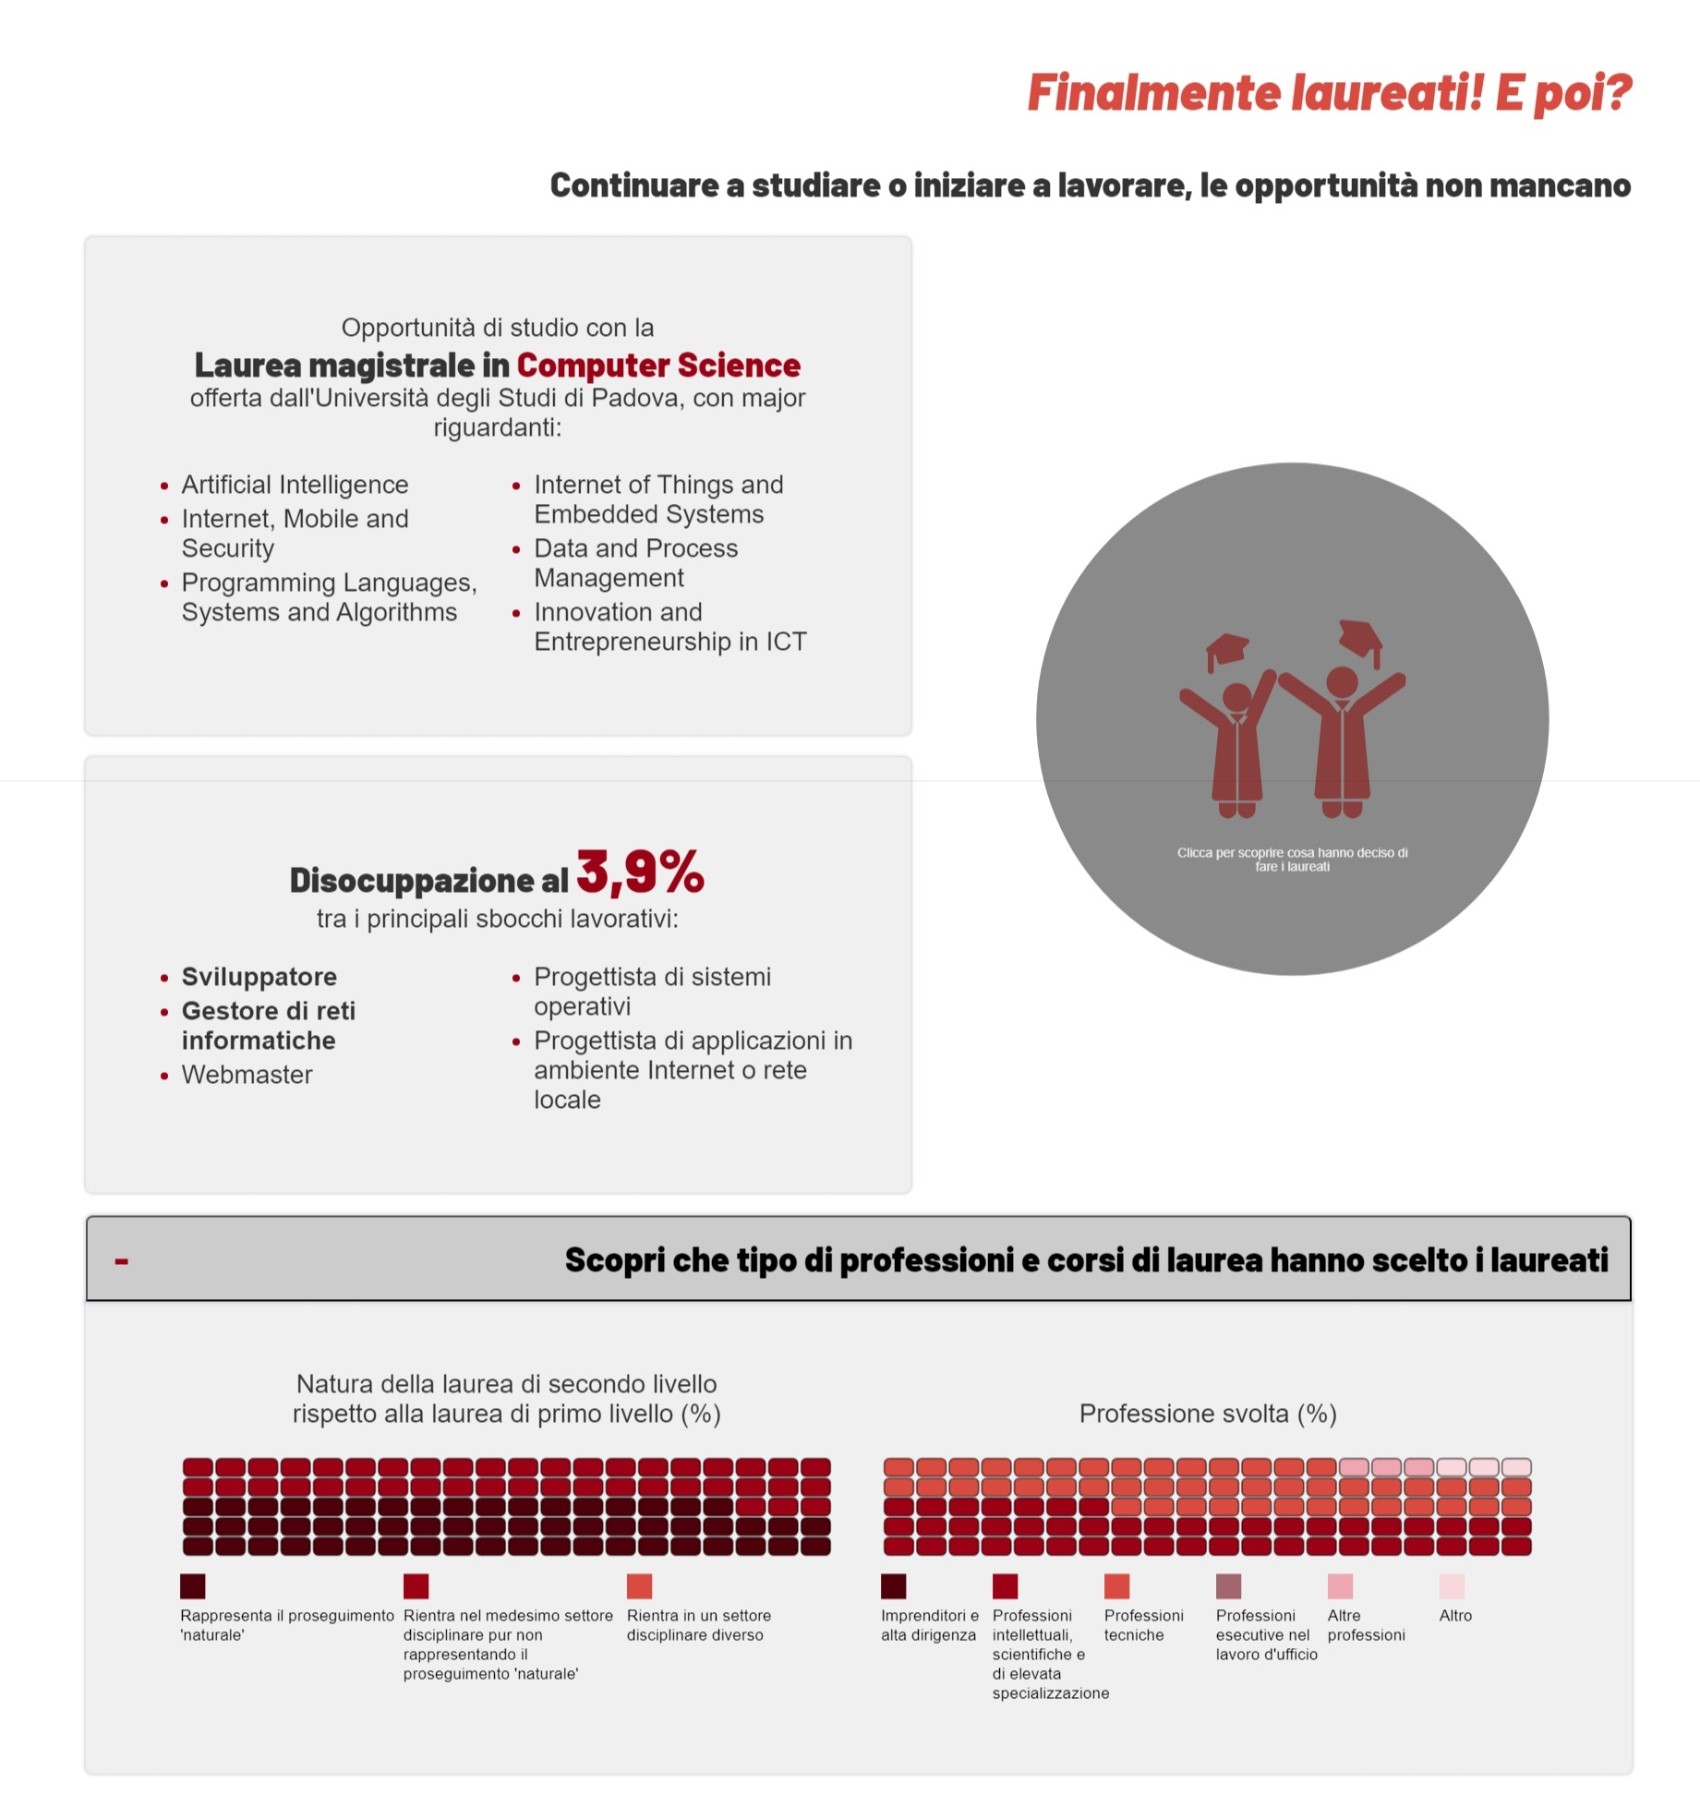 Finalmente laureati! E poi?
Continuare a studiare o iniziare a lavorare, le opportunità non mancano
Opportunità di studio con la
Laurea magistrale in Computer Science
offerta dall'Università degli Studi di Padova, con major
riguardanti:
Artificial Intelligence
Internet, Mobile and
Security
Programming Languages,
Systems and Algorithms
Internet of Things and
Embedded Systems
Data and Process
Management
Innovation and
Entrepreneurship in ICT
Clicca per scoprire cosa hanno deciso di
fare i laureati
Disocuppazione al 3,9%
tra i principali sbocchi lavorativi:
Sviluppatore
Gestore di reti
informatiche
Webmaster
Progettista di sistemi
operativi
Progettista di applicazioni in
ambiente Internet o rete
locale
- Scopri che tipo di professioni e corsi di laurea hanno scelto i laureati
Natura della laurea di secondo livello
rispetto alla laurea di primo livello (%)
Rappresenta il proseguimento
'naturale'
Rientra nel medesimo settore
disciplinare pur non
rappresentando il
proseguimento 'naturale'
Rientra in un settore
disciplinare diverso
Professione svolta (%)
Imprenditori e
alta dirigenza
Professioni
intellettuali,
scientifiche e
di elevata
specializzazione
Professioni
tecniche
Professioni
esecutive nel
lavoro d'ufficio
Altre
professioni
Altro